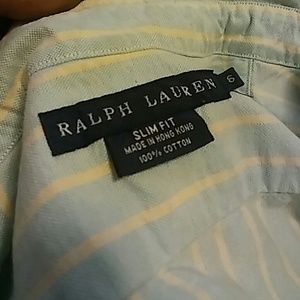 RALPH LAUREN
6
SLIM FIT
MADE IN HONG KONG
100% COTTON